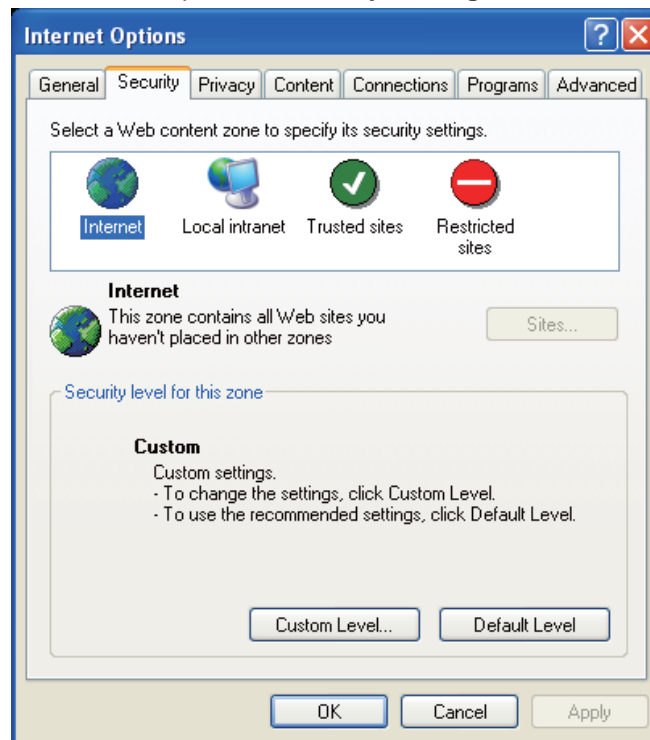 Internet Options
General Security Privacy Content Connections Programs Advanced
Select a Web content zone to specify its security settings.
Internet Local intranet Trusted sites Restricted
sites
Internet
This zone contains all Web sites you
haven't placed in other zones
Sites...
Security level for this zone
Custom
Custom settings.
- To change the settings, click Custom Level.
- To use the recommended settings, click Default Level.
Custom Level... Default Level
OK Cancel Apply